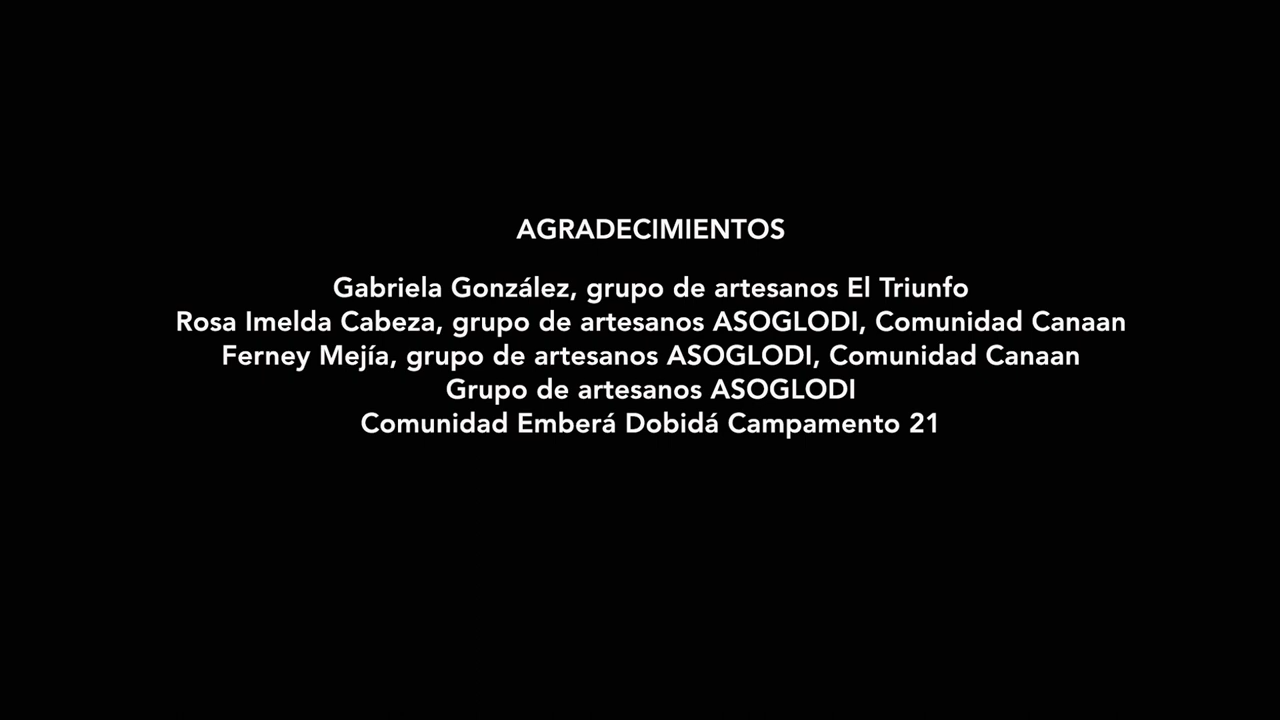 AGRADECIMIENTOS
Gabriela González, grupo de artesanos El Triunfo
Rosa Imelda Cabeza, grupo de artesanos ASOGLODI, Comunidad Canaan
Ferney Mejía, grupo de artesanos ASOGLODI, Comunidad Canaan
Grupo de artesanos ASOGLODI
Comunidad Emberá Dobidá Campamento 21